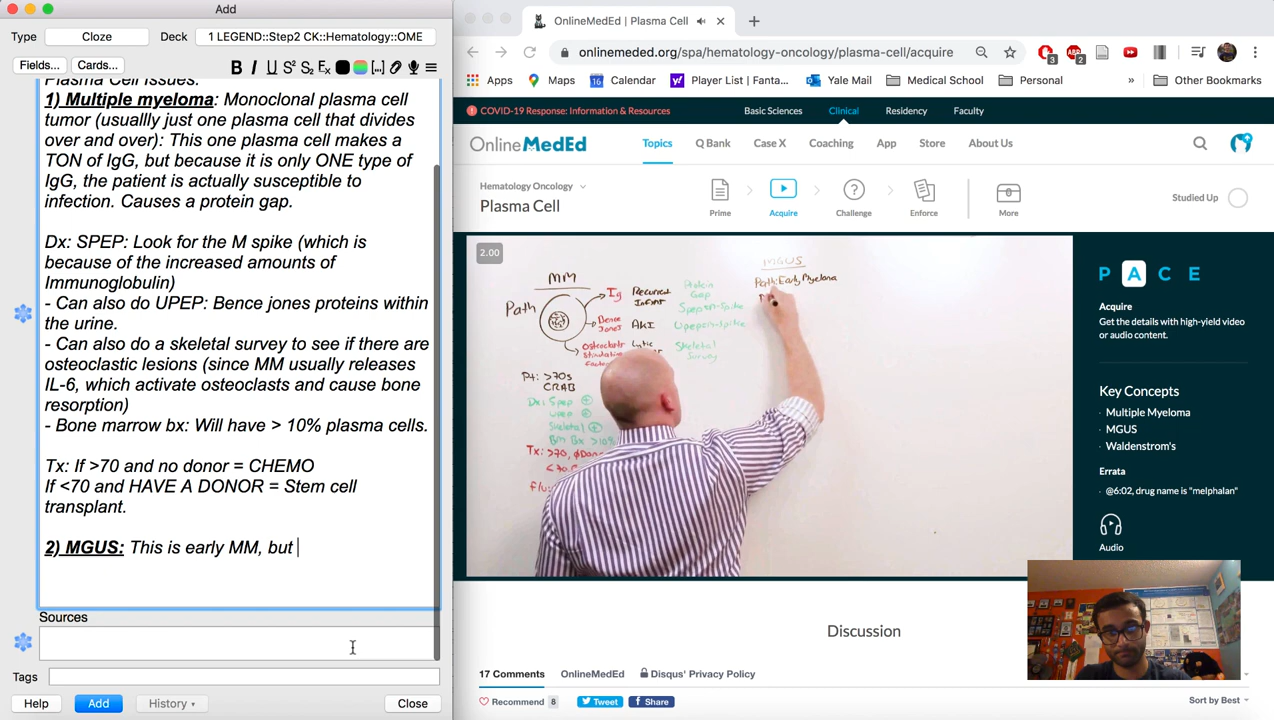 Add
Type
Cloze
Deck
1 LEGEND::Step2 CK::Hematology::OME
Fields...
Cards...
Plasma Cell Issues:
1) Multiple myeloma: Monoclonal plasma cell
tumor (usuallly just one plasma cell that divides
over and over): This one plasma cell makes a
TON of IgG, but because it is only ONE type of
IgG, the patient is actually susceptible to
infection. Causes a protein gap.
Dx: SPEP: Look for the M spike (which is
because of the increased amounts of
Immunoglobulin)
- Can also do UPEP: Bence jones proteins within
the urine.
- Can also do a skeletal survey to see if there are
osteoclastic lesions (since MM usually releases
IL-6, which activate osteoclasts and cause bone
resorption)
- Bone marrow bx: Will have > 10% plasma cells.
Tx: If >70 and no donor = CHEMO
If <70 and HAVE A DONOR = Stem cell
transplant.
2) MGUS: This is early MM, but
Sources
Tags
Help
Add
History
Close
OnlineMedEd | Plasma Cell
onlinemeded.org/spa/hematology-oncology/plasma-cell/acquire
Apps
Maps
Calendar
Player List | Fanta...
Yale Mail
Medical School
Personal
»
Other Bookmarks
COVID-19 Response: Information & Resources
Basic Sciences
Clinical
Residency
Faculty
OnlineMedEd
Topics
Q Bank
Case X
Coaching
App
Store
About Us
Hematology Oncology
Plasma Cell
Prime
Acquire
Challenge
Enforce
More
Studied Up
2.00
MM
Path
Ig
Recurrent
Infxn
Protein
Gap
Bence
Jones
AKI
Osteoclast
Stimulating
Lytic
Skeletal
Survey
Pt: >70s
CRAB
Dx: Spep +
Upep +
Skeletal +
Bm Bx >10%
Tx: >70
MGUS
Path: Early Myeloma
P A C E
Acquire
Get the details with high-yield video
or audio content.
Key Concepts
· Multiple Myeloma
· MGUS
· Waldenstrom's
Errata
· @6:02, drug name is "melphalan"
Audio
Discussion
17 Comments
OnlineMedEd
Disqus' Privacy Policy
Recommend 8
Tweet
Share
Sort by Best